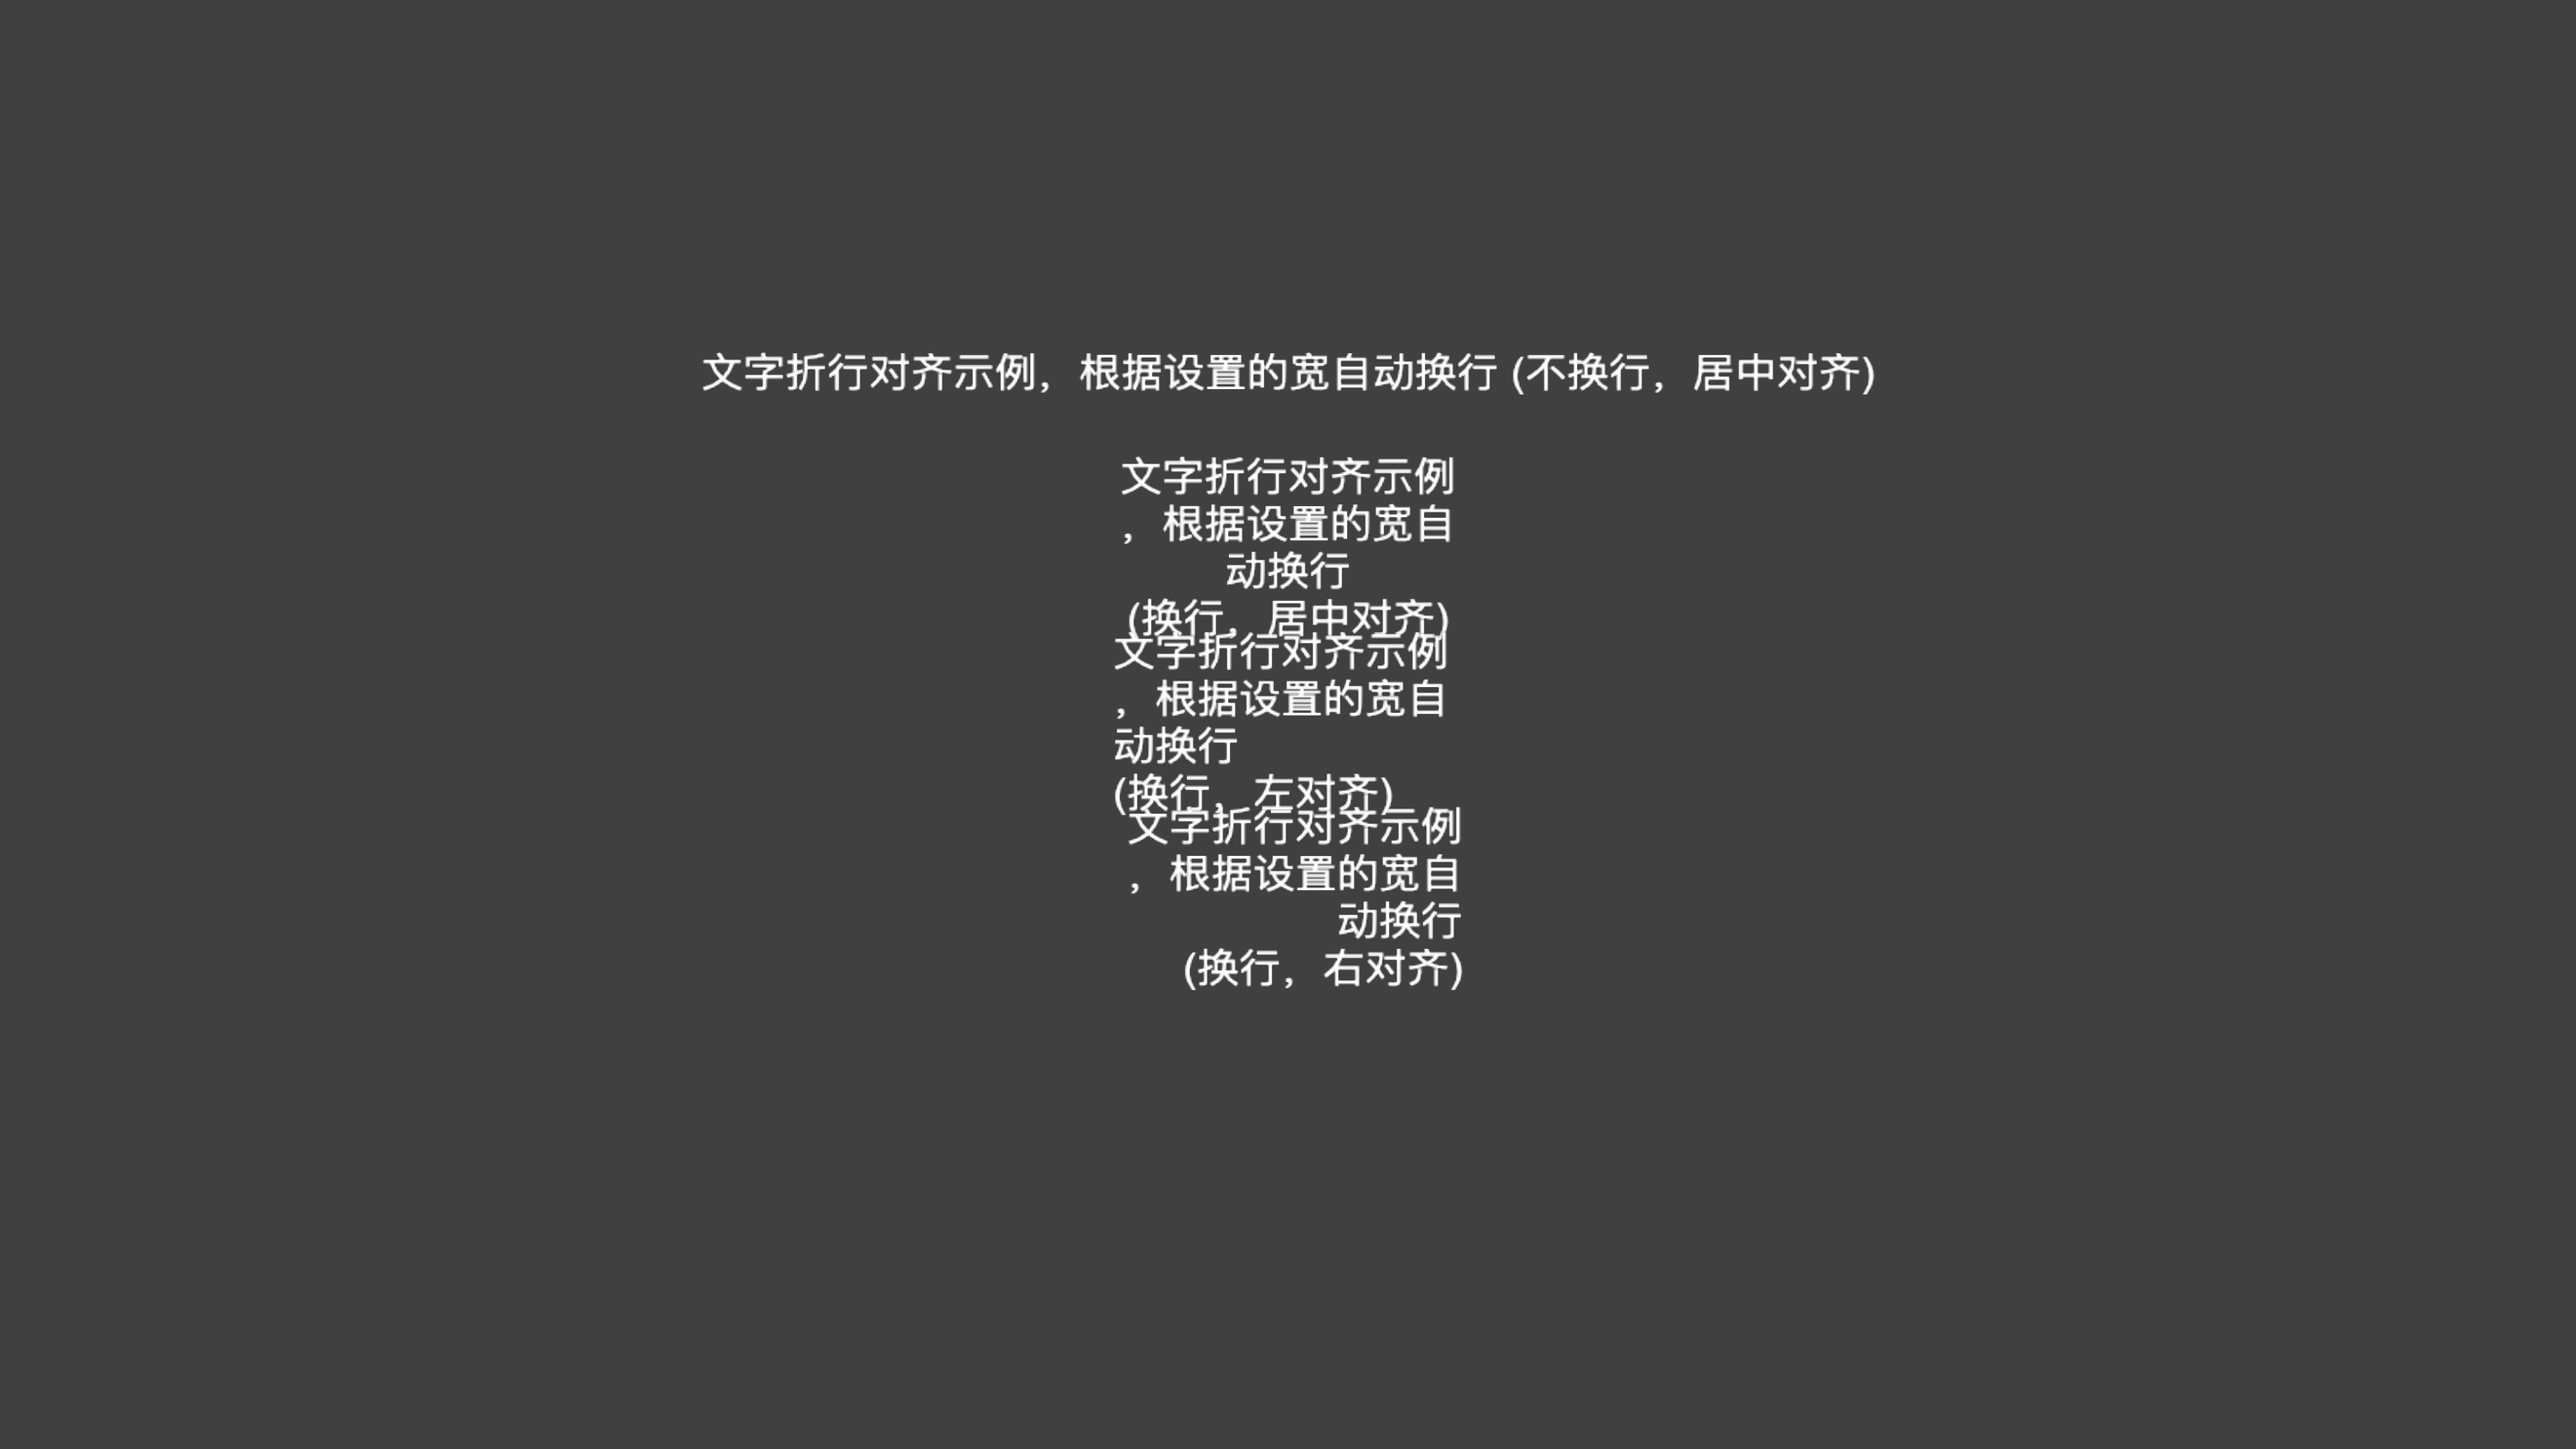 文字折行对齐示例，根据设置的宽自动换行 (不换行，居中对齐)
文字折行对齐示例
，根据设置的宽自
动换行
(换行，居中对齐)
文字折行对齐示例
，根据设置的宽自
动换行
(换行，左对齐)
文字折行对齐示例
，根据设置的宽自
动换行
(换行，右对齐)